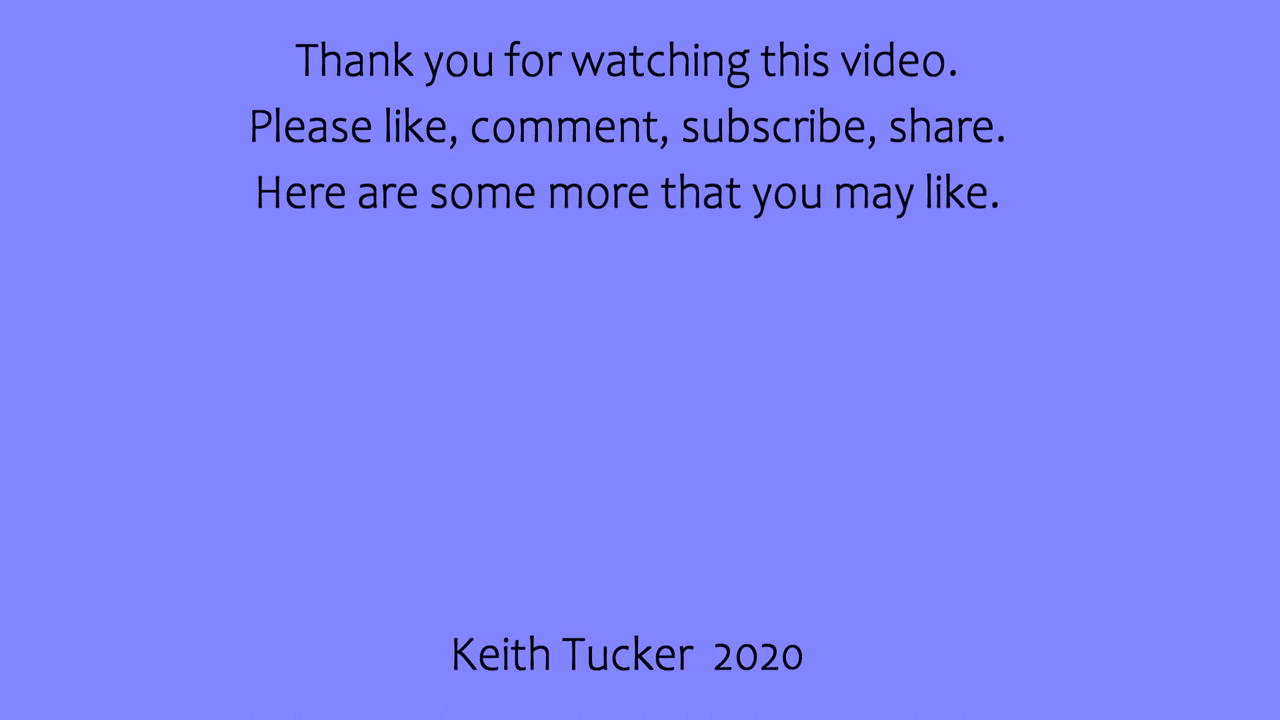 Thank you for watching this video.
Please like, comment, subscribe, share.
Here are some more that you may like.
Keith Tucker 2020